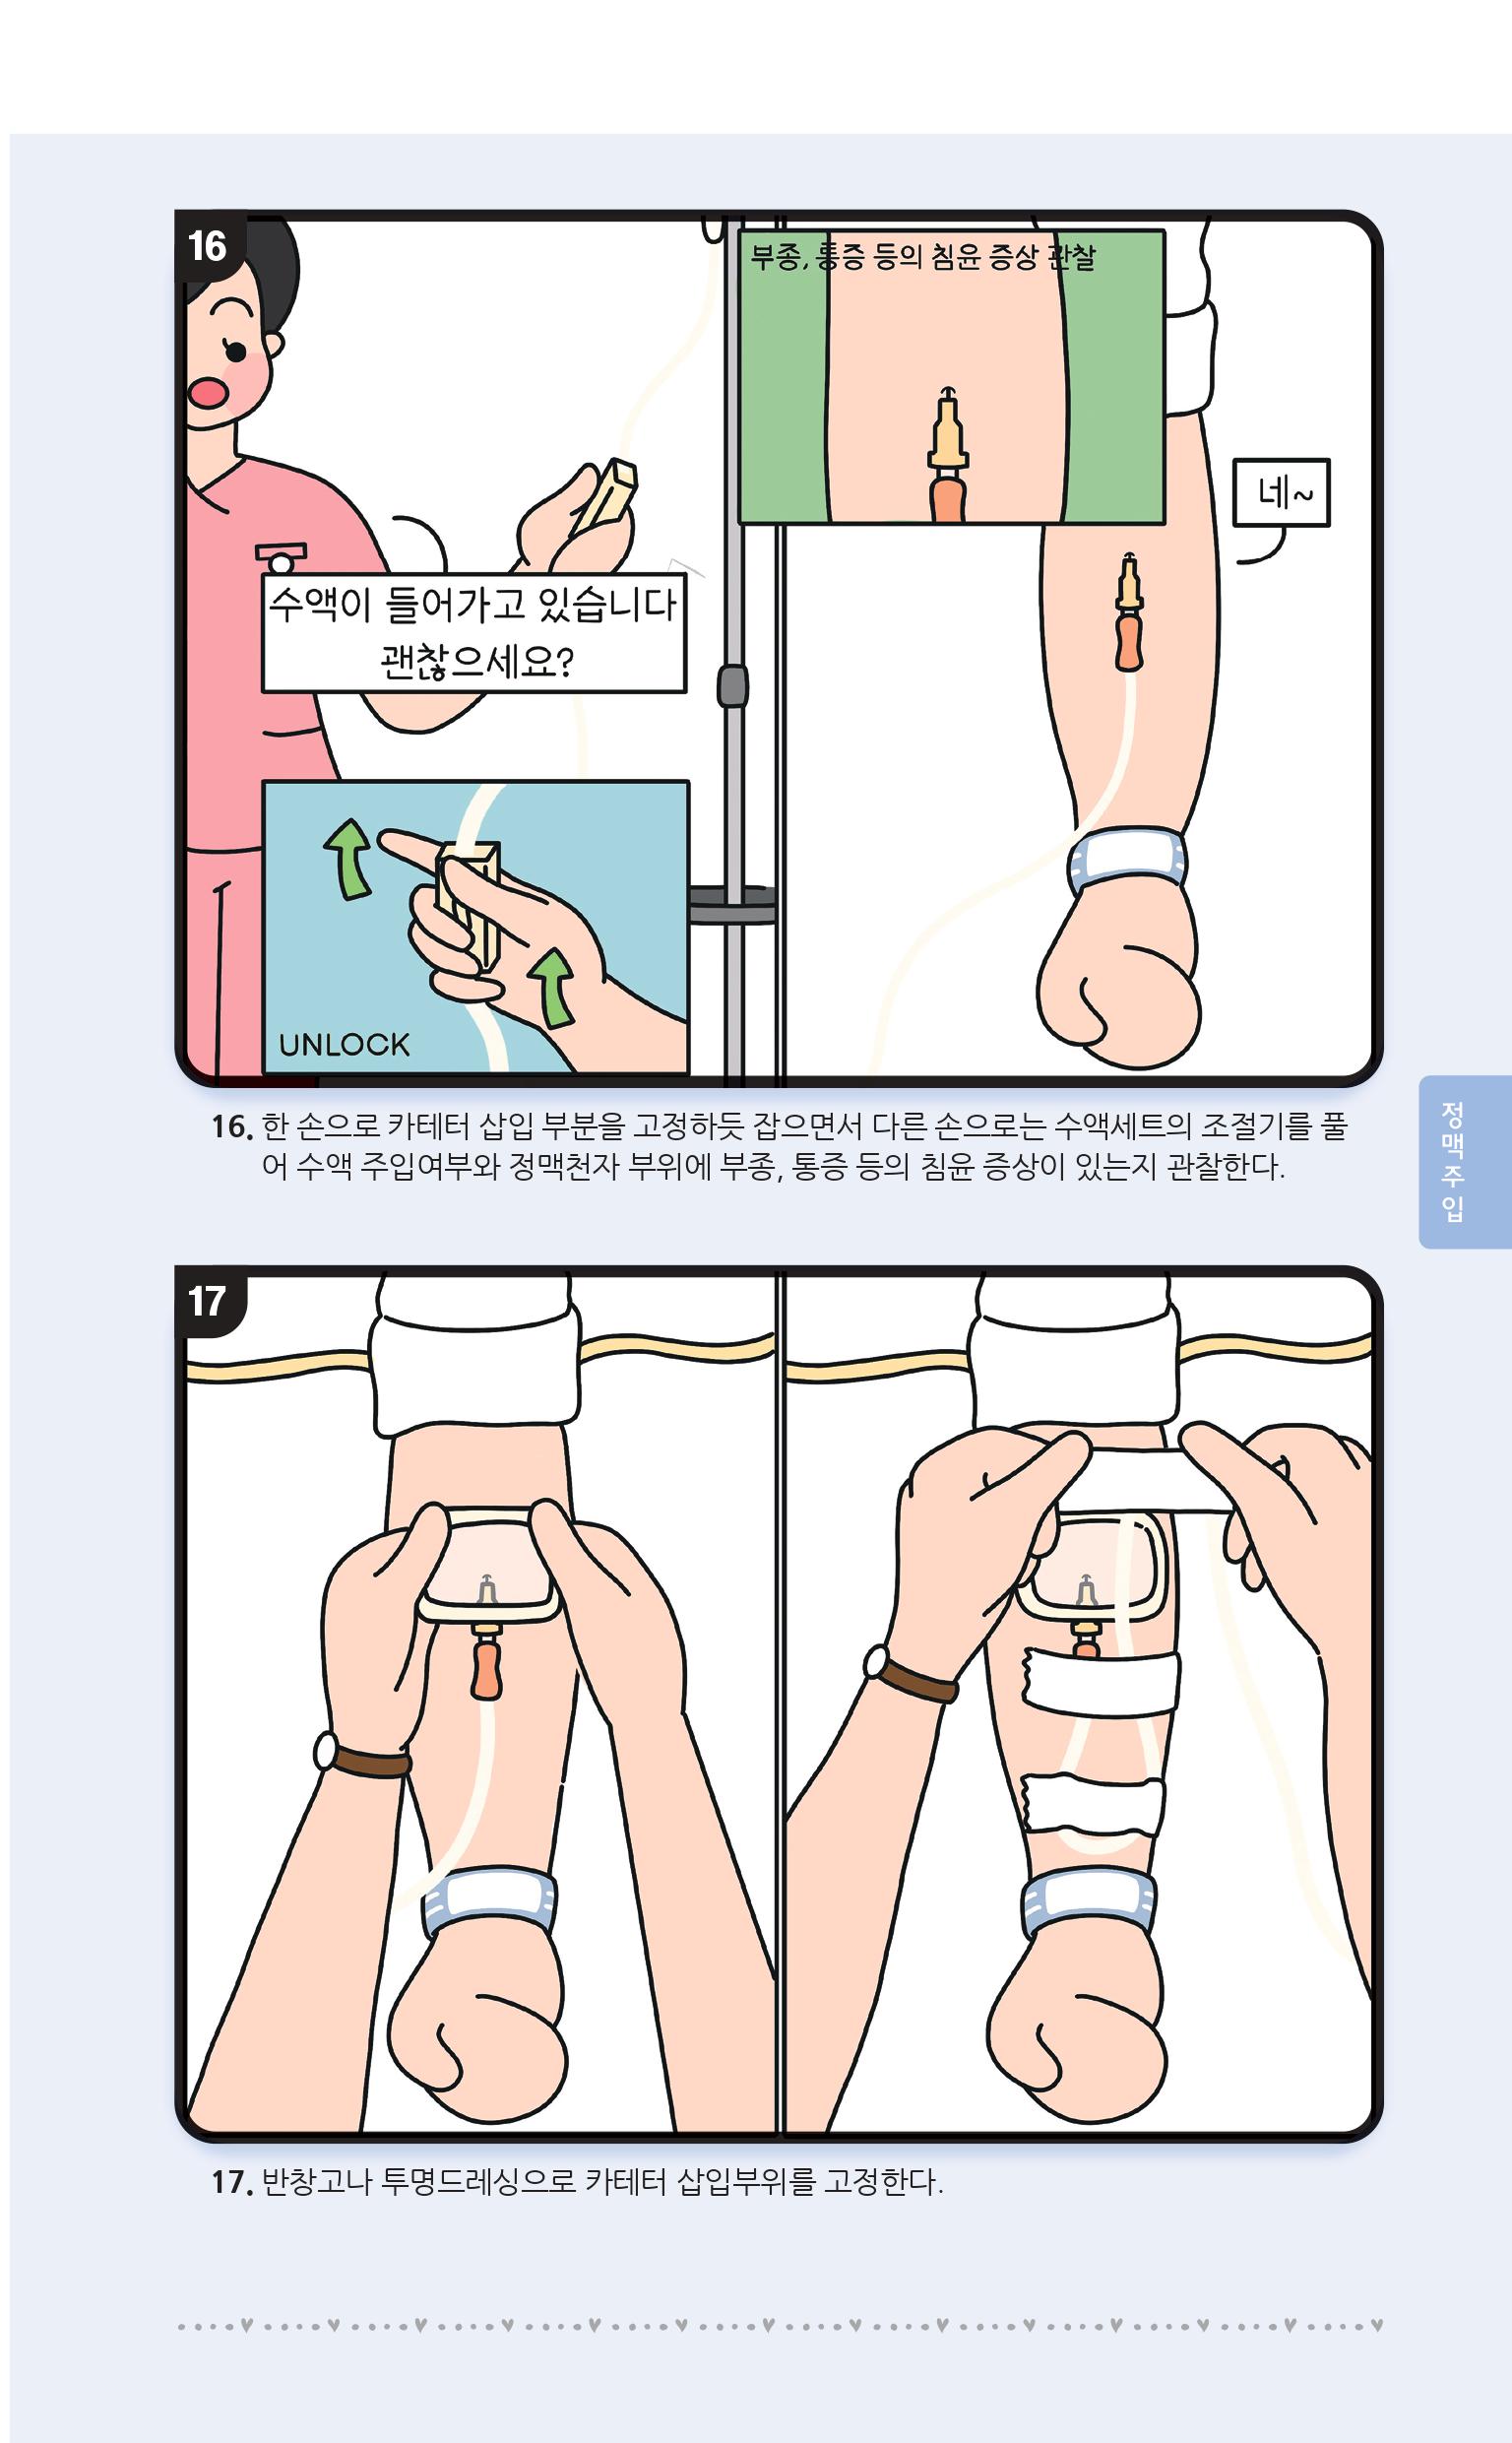 16
부종, 통증 등의 침윤 증상 관찰
네~
수액이 들어가고 있습니다
괜찮으세요?
UNLOCK
16. 한 손으로 카테터 삽입 부분을 고정하듯 잡으면서 다른 손으로는 수액세트의 조절기를 풀
어 수액 주입여부와 정맥천자 부위에 부종, 통증 등의 침윤 증상이 있는지 관찰한다.
정맥주입
17
17. 반창고나 투명드레싱으로 카테터 삽입부위를 고정한다.